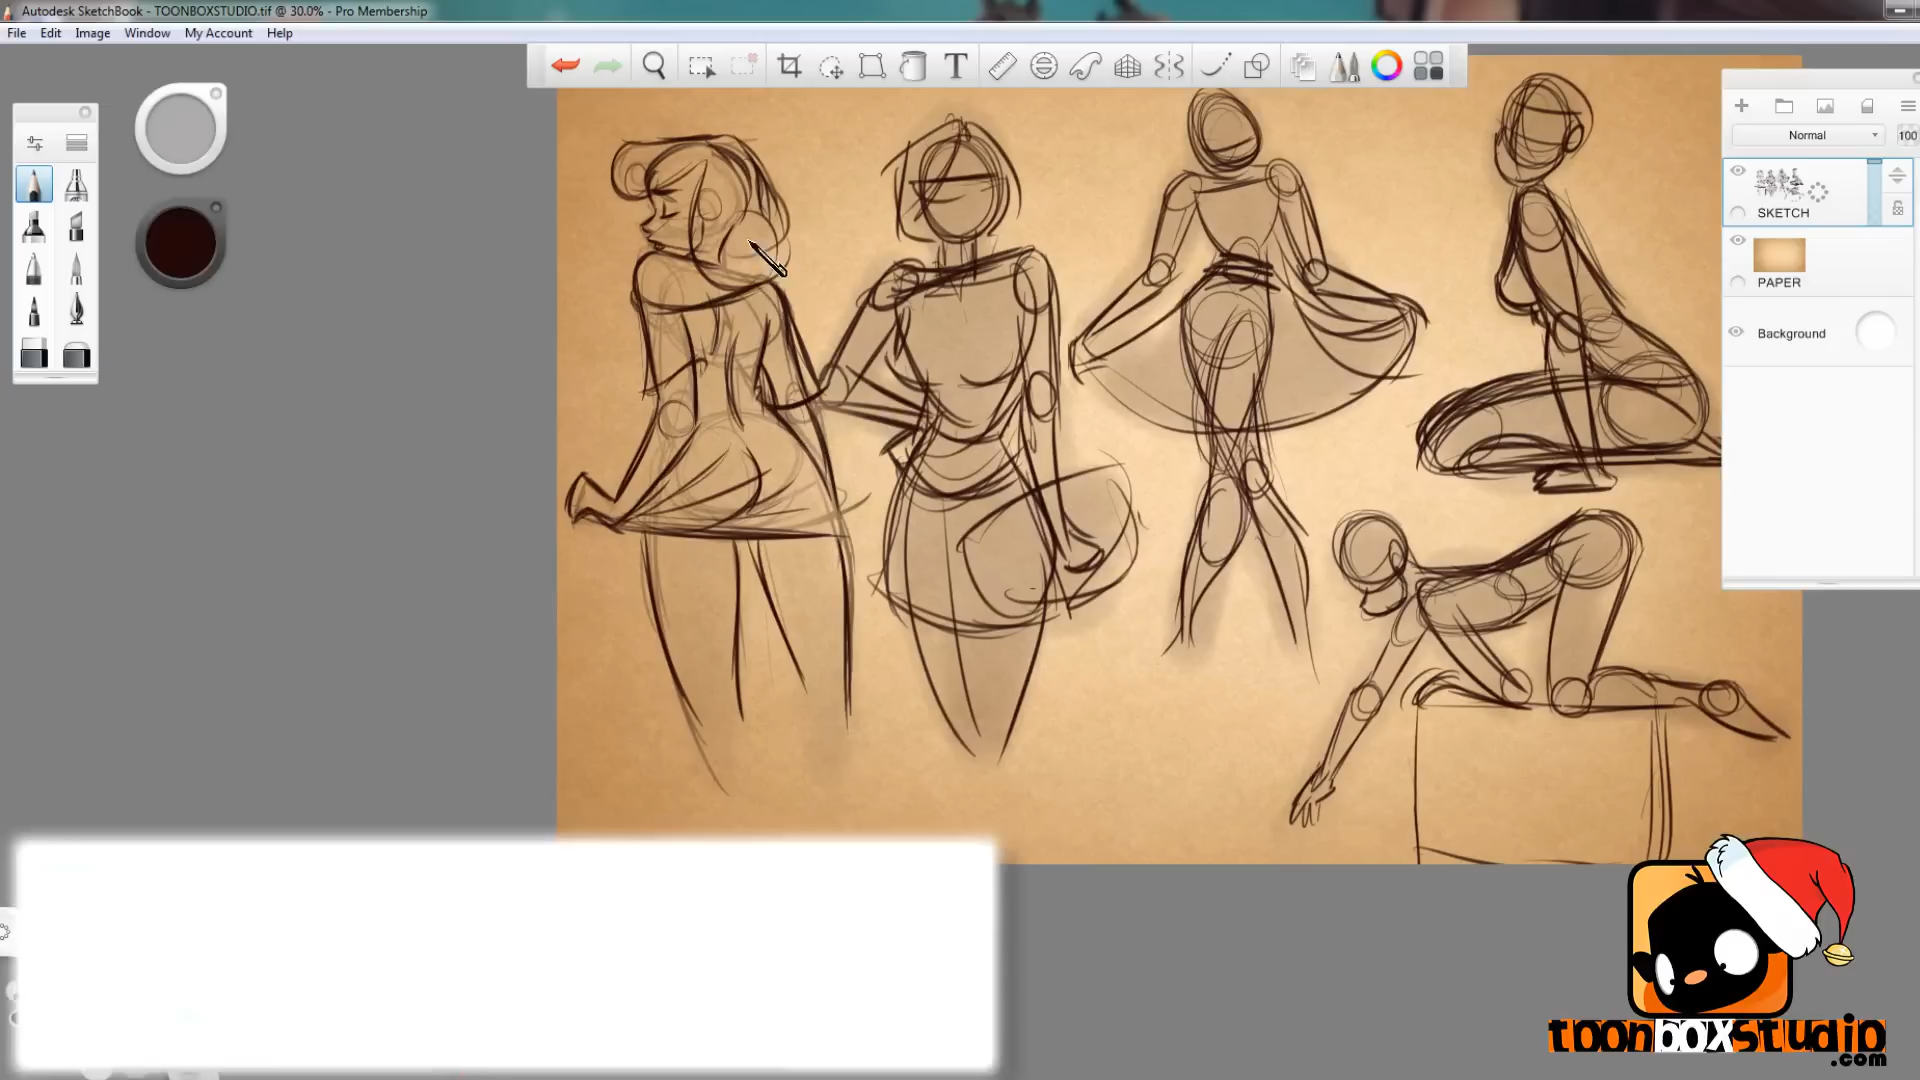 Autodesk SketchBook - TOONBOXSTUDIO.tif @ 30.0% - Pro Membership
File Edit Image Window My Account Help
T
Normal 100
SKETCH
PAPER
Background
toonboxstudio
.com